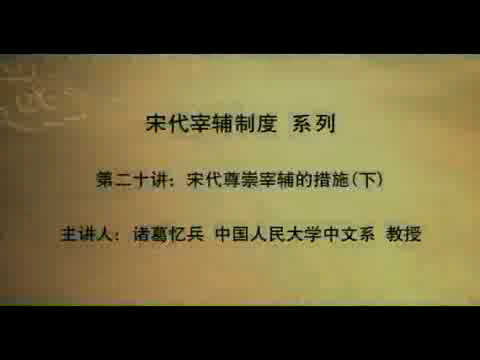 宋代宰辅制度 系列
第二十讲：宋代尊崇宰辅的措施(下)
主讲人：诸葛忆兵 中国人民大学中文系 教授